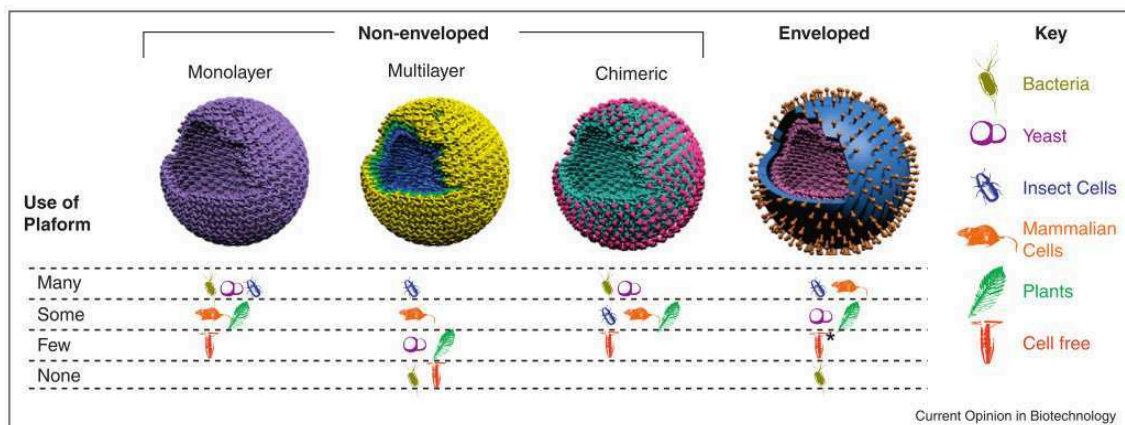 Non-enveloped
Enveloped
Key
Monolayer
Multilayer
Chimeric
Bacteria
Yeast
Insect Cells
Mammalian
Cells
Plants
Cell free
Use of
Plaform
Many
Some
Few
*
None
Current Opinion in Biotechnology